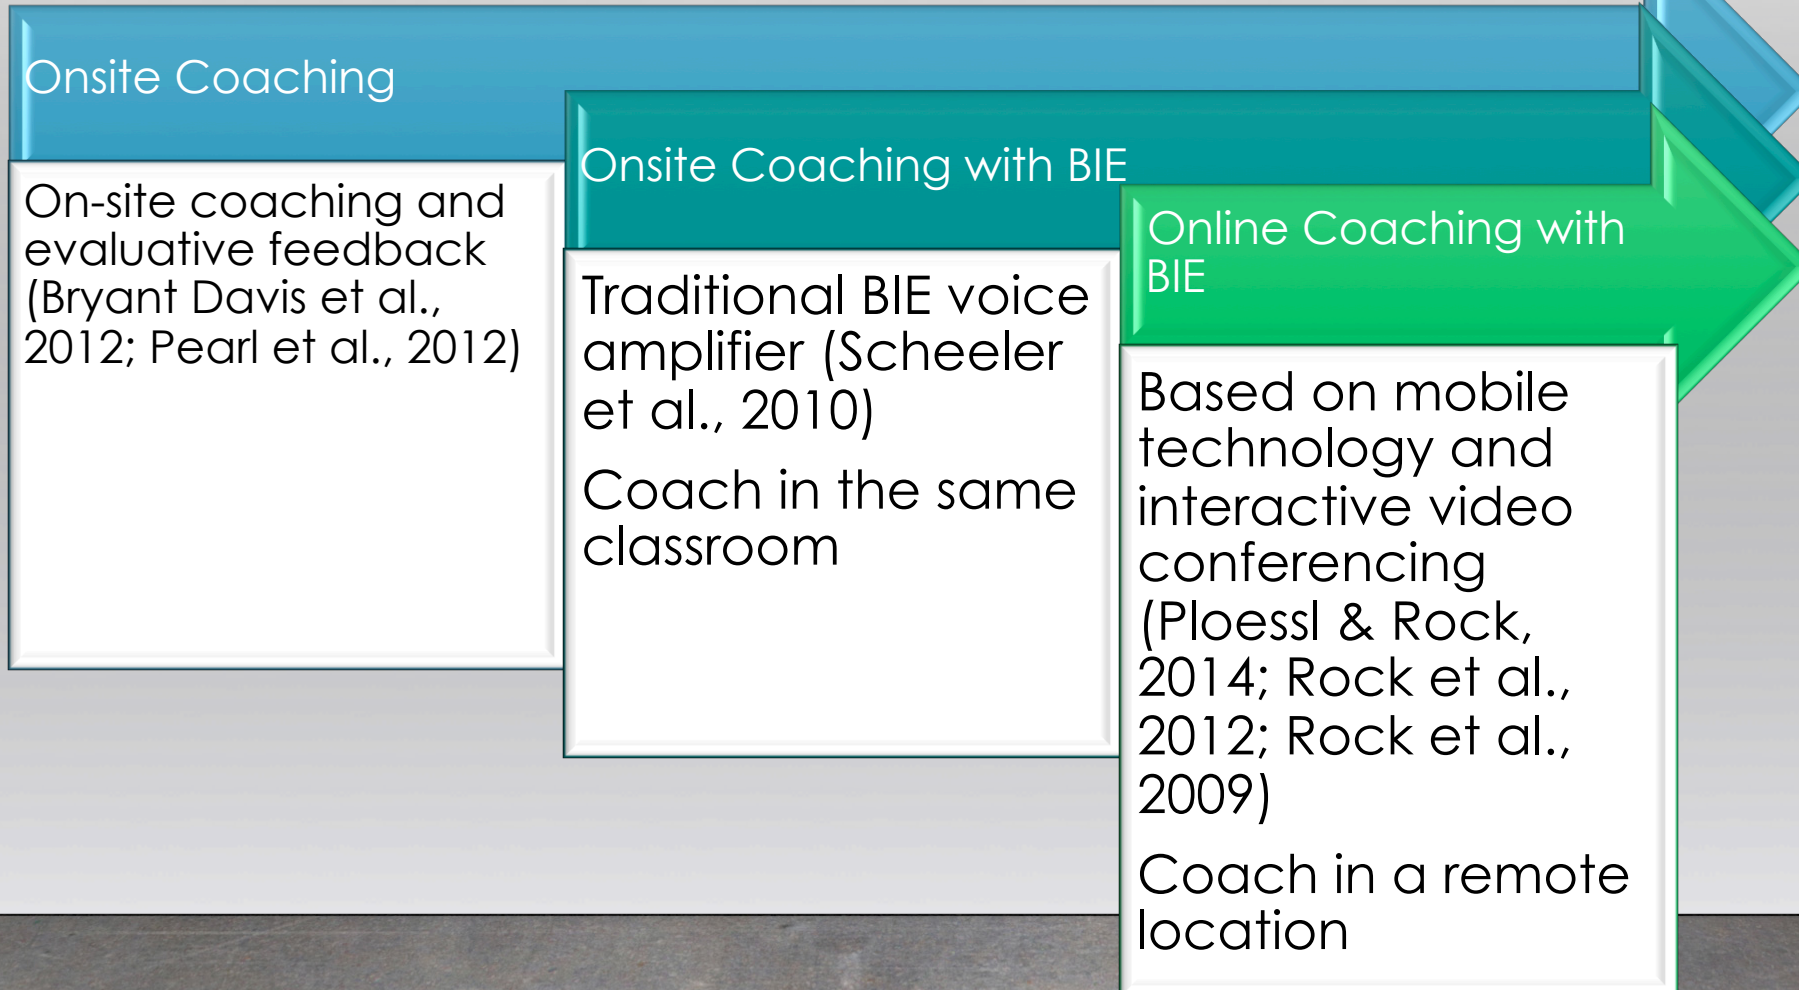 Onsite Coaching
On-site coaching and
evaluative feedback
(Bryant Davis et al.,
2012; Pearl et al., 2012)
Onsite Coaching with BIE
Traditional BIE voice
amplifier (Scheeler
et al., 2010)
Coach in the same
classroom
Online Coaching with
BIE
Based on mobile
technology and
interactive video
conferencing
(Ploessl & Rock,
2014; Rock et al.,
2012; Rock et al.,
2009)
Coach in a remote
location